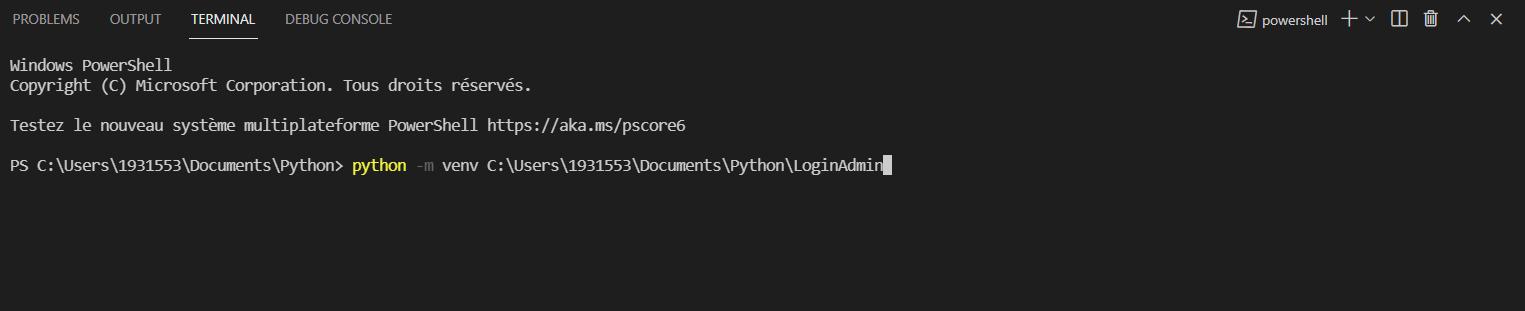 PROBLEMS OUTPUT TERMINAL DEBUG CONSOLE powershell
Windows PowerShell
Copyright (C) Microsoft Corporation. Tous droits réservés.
Testez le nouveau système multiplateforme PowerShell https://aka.ms/pscore6
PS C:\Users\1931553\Documents\Python> python -m venv C:\Users\1931553\Documents\Python\LoginAdmin